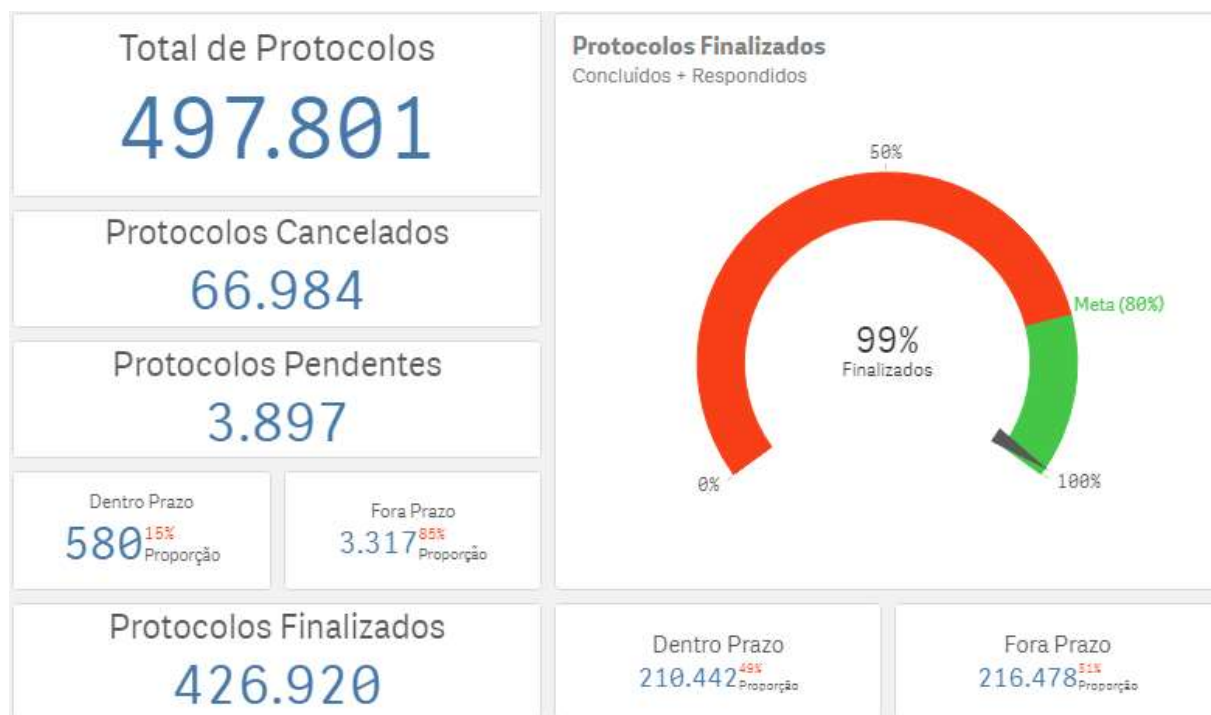 Total de Protocolos
497.801
Protocolos Cancelados
66.984
Protocolos Pendentes
3.897
Dentro Prazo
580 15%
Proporção
Fora Prazo
3.317 85%
Proporção
Protocolos Finalizados
426.920
Protocolos Finalizados
Concluídos + Respondidos
50%
Meta (80%)
99%
Finalizados
0%
100%
Dentro Prazo
210.442 49%
Proporção
Fora Prazo
216.478 51%
Proporção